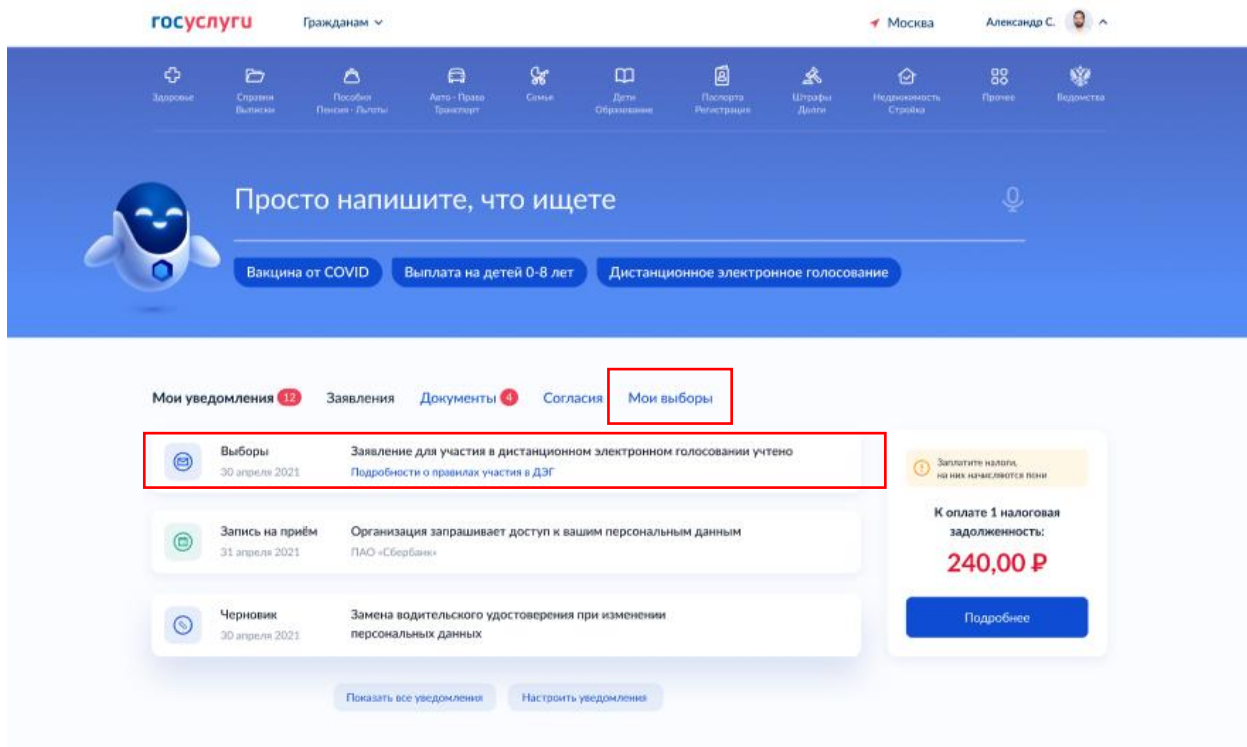 госуслуги
Гражданам
Москва
Александр С.
Здоровье
Справки
Выписки
Пособия
Пенсия - Льготы
Авто - Право
Транспорт
Семья
Дети
Образование
Паспорта
Регистрация
Штрафы
Долги
Недвижимость
Стройка
Прочее
Ведомства
Просто напишите, что ищете
Вакцина от COVID
Выплата на детей 0-8 лет
Дистанционное электронное голосование
Мои уведомления 12
Заявления
Документы 4
Согласия
Мои выборы
Выборы
30 апреля 2021
Заявление для участия в дистанционном электронном голосовании учтено
Подробности о правилах участия в ДЭГ
Запись на приём
31 апреля 2021
Организация запрашивает доступ к вашим персональным данным
ПАО «Сбербанк»
Черновик
30 апреля 2021
Замена водительского удостоверения при изменении
персональных данных
Показать все уведомления
Настроить уведомления
Заплатите налоги,
на них начисляются пени
К оплате 1 налоговая
задолженность:
240,00 ₽
Подробнее